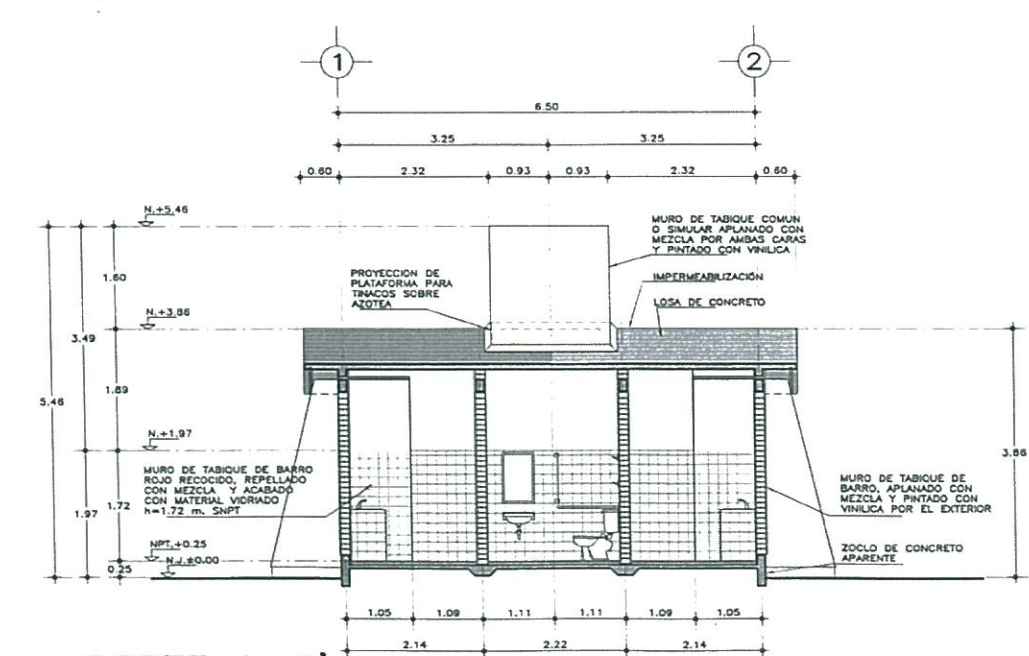 1
2
6.50
3.25
3.25
0.60
2.32
0.93
0.93
2.32
0.60
N.+5.46
MURO DE TABIQUE COMUN
O SIMULAR APLANADO CON
MEZCLA POR AMBAS CARAS
Y PINTADO CON VINILICA
PROYECCION DE
PLATAFORMA PARA
TINACOS SOBRE
AZOTEA
IMPERMEABILIZACIÓN
LOSA DE CONCRETO
1.60
N.+3.86
3.49
1.89
5.46
N.+1.97
3.86
MURO DE TABIQUE DE BARRO
ROJO RECOCIDO, REPELLADO
CON MEZCLA Y ACABADO
CON MATERIAL VIDRIADO
h=1.72 m. SNPT
1.97
1.72
MURO DE TABIQUE DE
BARRO, APLANADO CON
MEZCLA Y PINTADO CON
VINILICA POR EL EXTERIOR
NPT.+0.25
N.J.±0.00
0.25
ZOCLO DE CONCRETO
APARENTE
1.05
1.09
1.11
1.11
1.09
1.05
2.14
2.22
2.14